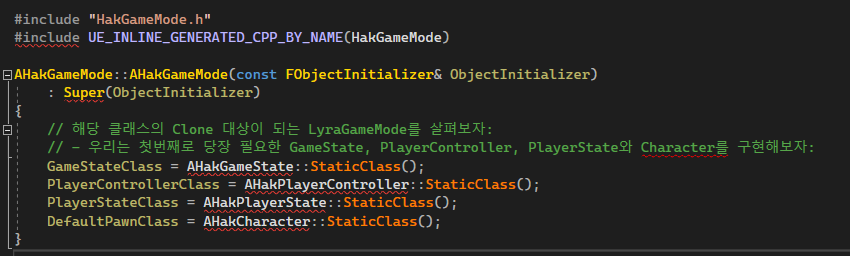 #include "HakGameMode.h"
#include UE_INLINE_GENERATED_CPP_BY_NAME(HakGameMode)
AHakGameMode::AHakGameMode(const FObjectInitializer& ObjectInitializer)
: Super(ObjectInitializer)
{
// 해당 클래스의 Clone 대상이 되는 LyraGameMode를 살펴보자:
// - 우리는 첫번째로 당장 필요한 GameState, PlayerController, PlayerState와 Character를 구현해보자:
GameStateClass = AHakGameState::StaticClass();
PlayerControllerClass = AHakPlayerController::StaticClass();
PlayerStateClass = AHakPlayerState::StaticClass();
DefaultPawnClass = AHakCharacter::StaticClass();
}